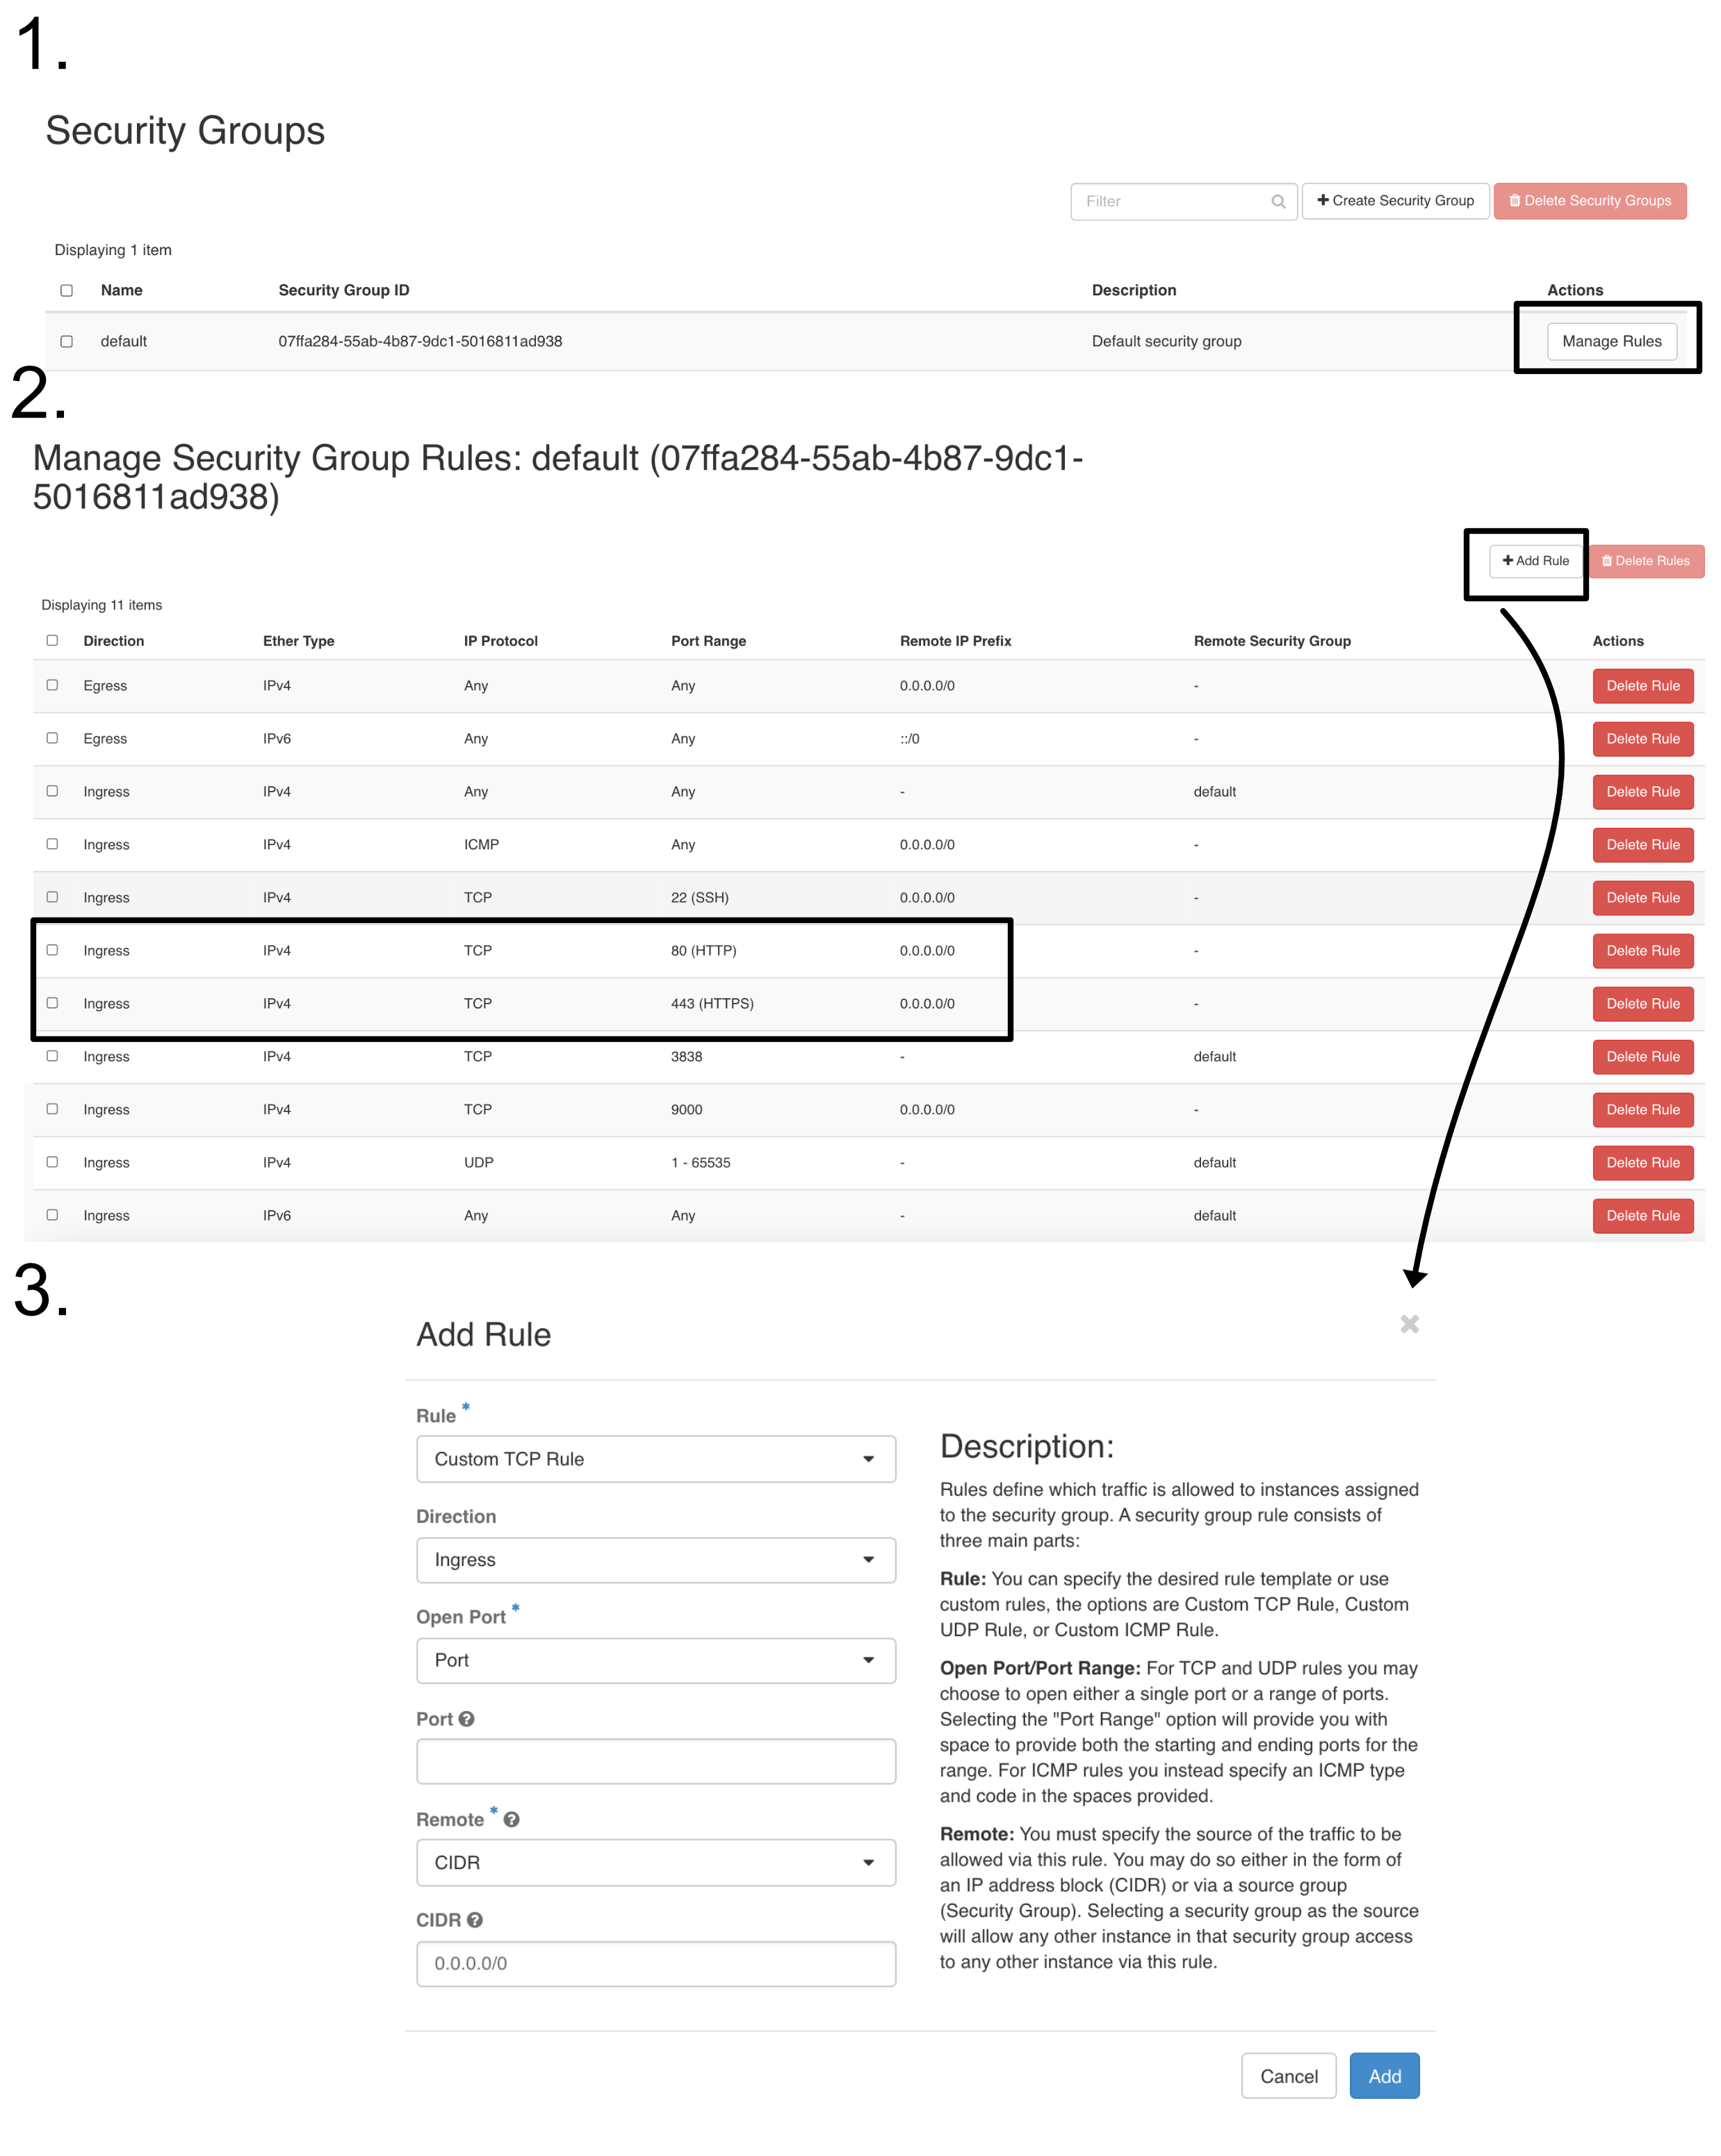 1.
Security Groups
Filter
Create Security Group
Delete Security Groups
Displaying 1 item
Name Security Group ID Description Actions
default 07ffa284-55ab-4b87-9dc1-5016811ad938 Default security group Manage Rules
2.
Manage Security Group Rules: default (07ffa284-55ab-4b87-9dc1-
5016811ad938)
+ Add Rule Delete Rules
Displaying 11 items
Direction Ether Type IP Protocol Port Range Remote IP Prefix Remote Security Group Actions
Egress IPv4 Any Any 0.0.0.0/0 - Delete Rule
Egress IPv6 Any Any ::/0 - Delete Rule
Ingress IPv4 Any Any - default Delete Rule
Ingress IPv4 ICMP Any 0.0.0.0/0 - Delete Rule
Ingress IPv4 TCP 22 (SSH) 0.0.0.0/0 - Delete Rule
Ingress IPv4 TCP 80 (HTTP) 0.0.0.0/0 - Delete Rule
Ingress IPv4 TCP 443 (HTTPS) 0.0.0.0/0 - Delete Rule
Ingress IPv4 TCP 3838 - default Delete Rule
Ingress IPv4 TCP 9000 0.0.0.0/0 - Delete Rule
Ingress IPv4 UDP 1 - 65535 - default Delete Rule
Ingress IPv6 Any Any - default Delete Rule
3.
Add Rule
Rule *
Custom TCP Rule
Direction
Ingress
Open Port *
Port
Port
Remote *
CIDR
CIDR
0.0.0.0/0
Description:
Rules define which traffic is allowed to instances assigned
to the security group. A security group rule consists of
three main parts:
Rule: You can specify the desired rule template or use
custom rules, the options are Custom TCP Rule, Custom
UDP Rule, or Custom ICMP Rule.
Open Port/Port Range: For TCP and UDP rules you may
choose to open either a single port or a range of ports.
Selecting the "Port Range" option will provide you with
space to provide both the starting and ending ports for the
range. For ICMP rules you instead specify an ICMP type
and code in the spaces provided.
Remote: You must specify the source of the traffic to be
allowed via this rule. You may do so either in the form of
an IP address block (CIDR) or via a source group
(Security Group). Selecting a security group as the source
will allow any other instance in that security group access
to any other instance via this rule.
Cancel Add